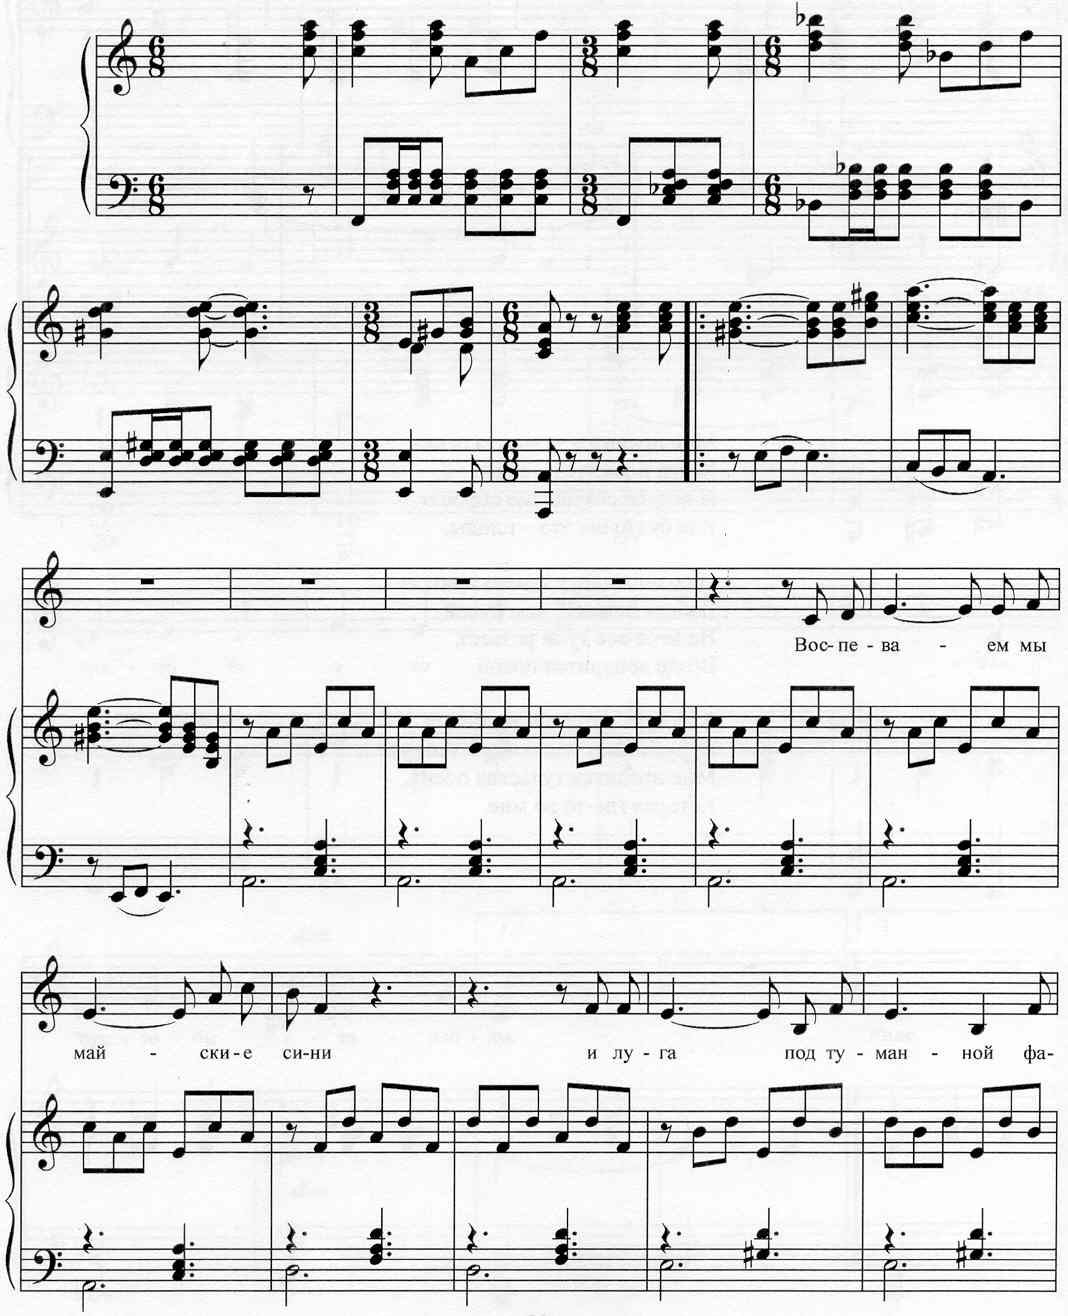 Вос-пе - ва - ем мы
май - ски-е си-ни и лу-га под ту-ман - ной фа-